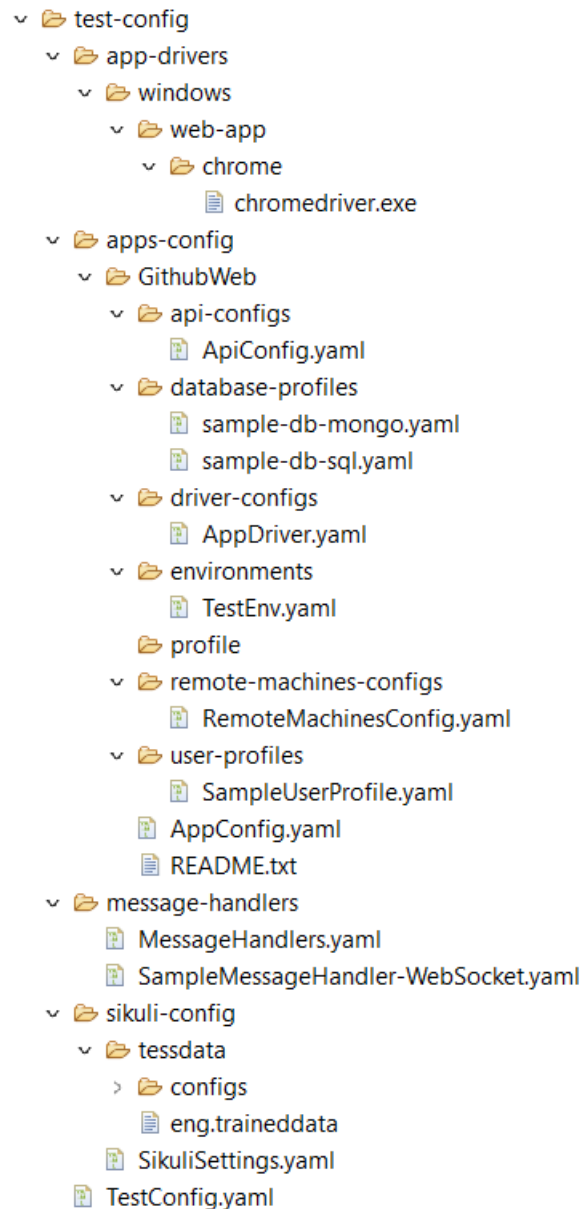 test-config
app-drivers
windows
web-app
chrome
chromedriver.exe
apps-config
GithubWeb
api-configs
ApiConfig.yaml
database-profiles
sample-db-mongo.yaml
sample-db-sql.yaml
driver-configs
AppDriver.yaml
environments
TestEnv.yaml
profile
remote-machines-configs
RemoteMachinesConfig.yaml
user-profiles
SampleUserProfile.yaml
AppConfig.yaml
README.txt
message-handlers
MessageHandlers.yaml
SampleMessageHandler-WebSocket.yaml
sikuli-config
tessdata
configs
eng.traineddata
SikuliSettings.yaml
TestConfig.yaml